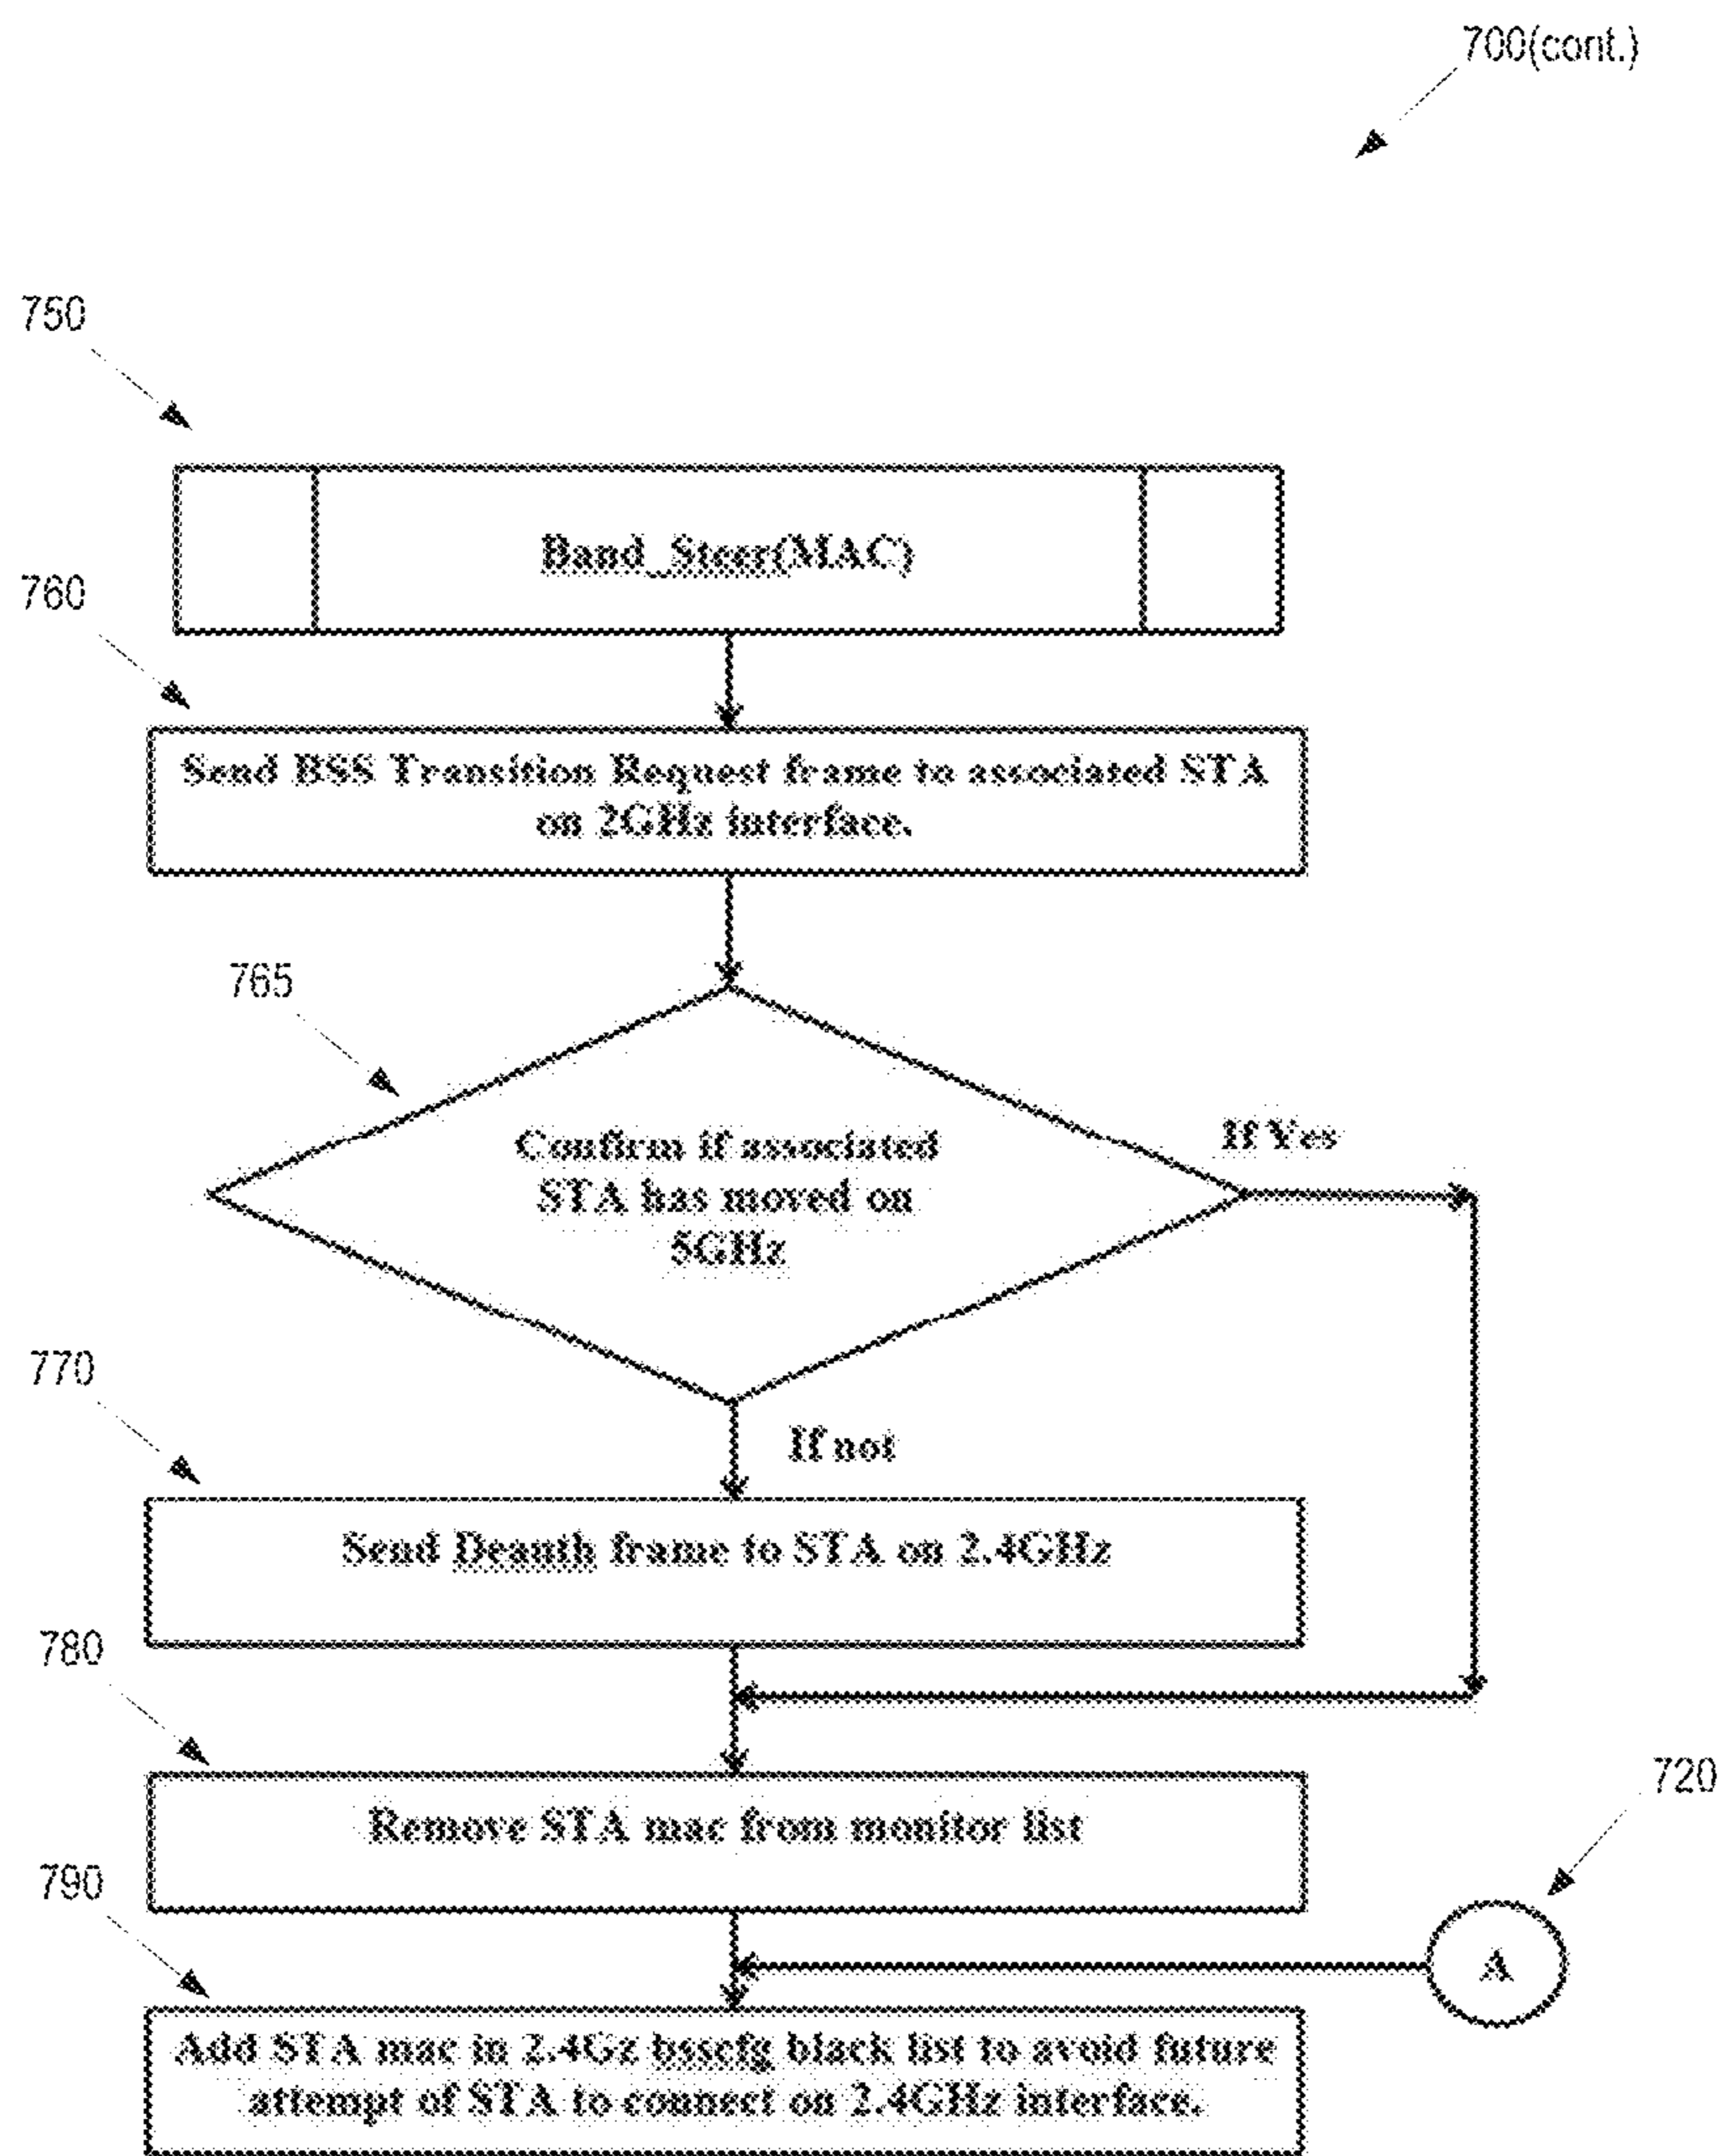 700(cont.)
750
Band_Steer(MAC)
760
Send BSS Transition Request frame to associated STA
on 2GHz interface.
765
Confirm if associated
STA has moved on
5GHz
If Yes
770
If not
Send Deauth frame to STA on 2.4GHz
780
Remove STA mac from monitor list
720
790
A
Add STA mac in 2.4Gz bsscfg black list to avoid future
attempt of STA to connect on 2.4GHz interface.